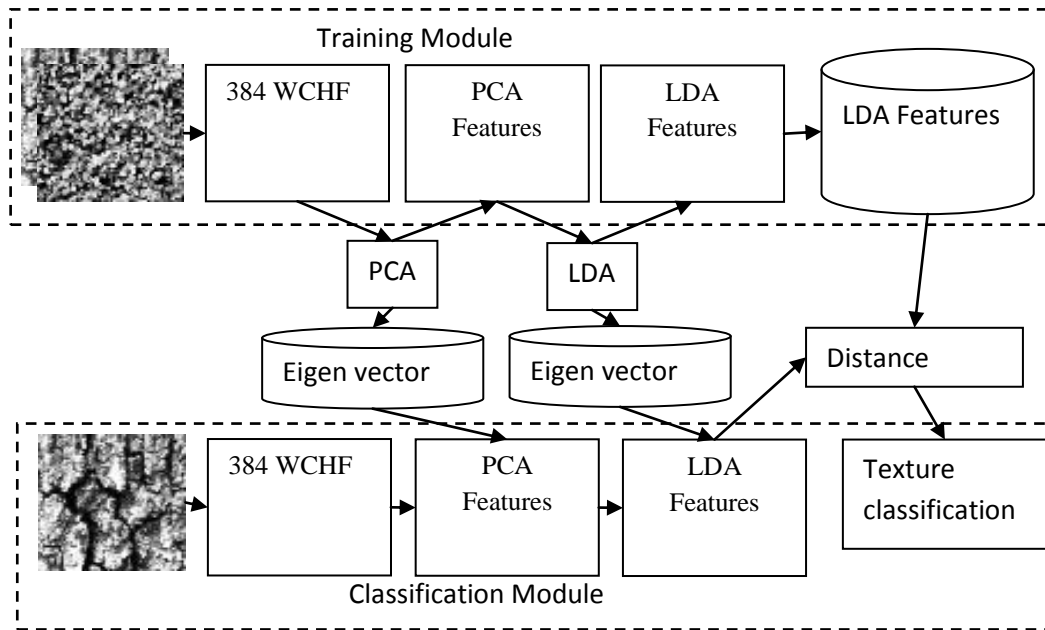 Training Module
384 WCHF
PCA
Features
LDA
Features
LDA Features
PCA
LDA
Eigen vector
Eigen vector
Distance
384 WCHF
PCA
Features
LDA
Features
Texture
classification
Classification Module